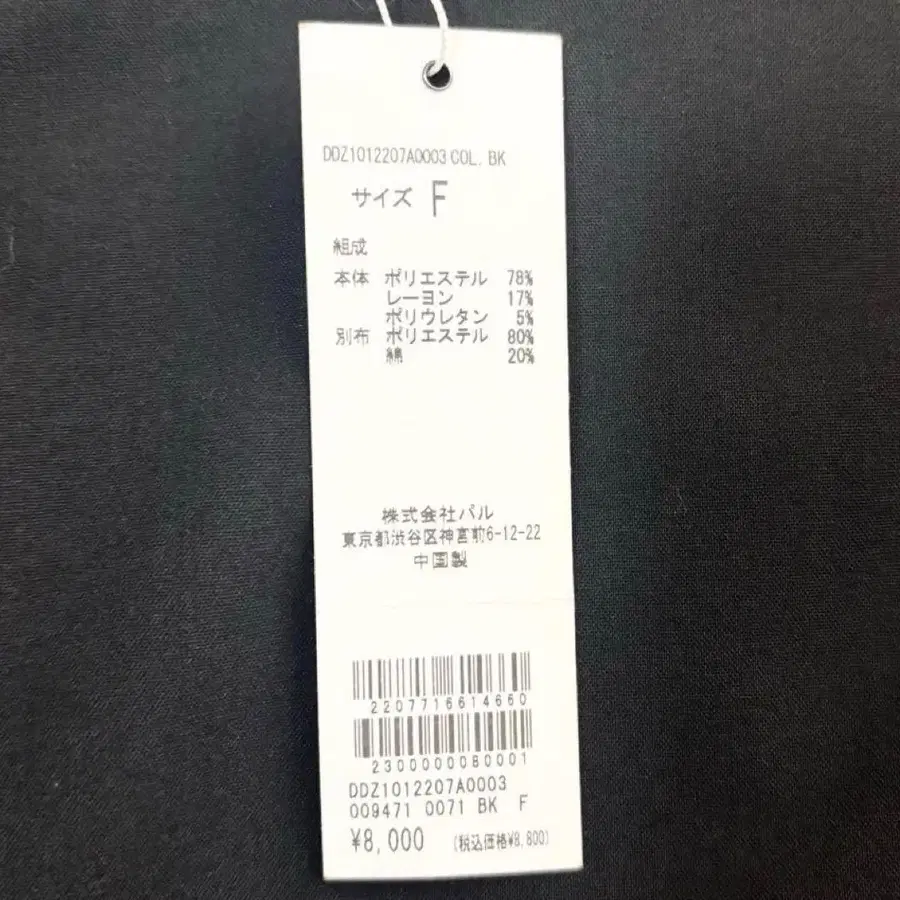 DDZ1012207A0003 COL. BK
サイズ F
組成
本体 ポリエステル 78%
レーヨン 17%
ポリウレタン 5%
別布 ポリエステル 80%
綿 20%
株式会社パル
東京都渋谷区神宮前6-12-22
中国製
2207716614660
2300000080001
DDZ1012207A0003
009471 0071 BK F
¥8,000 (税込価格¥8,800)